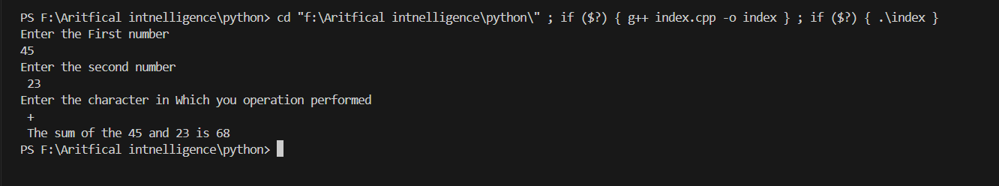 PS F:\Aritfical intnelligence\python> cd "f:\Aritfical intnelligence\python\" ; if ($?) { g++ index.cpp -o index } ; if ($?) { .\index }
Enter the First number
45
Enter the second number
 23
Enter the character in Which you operation performed
 +
 The sum of the 45 and 23 is 68
PS F:\Aritfical intnelligence\python>